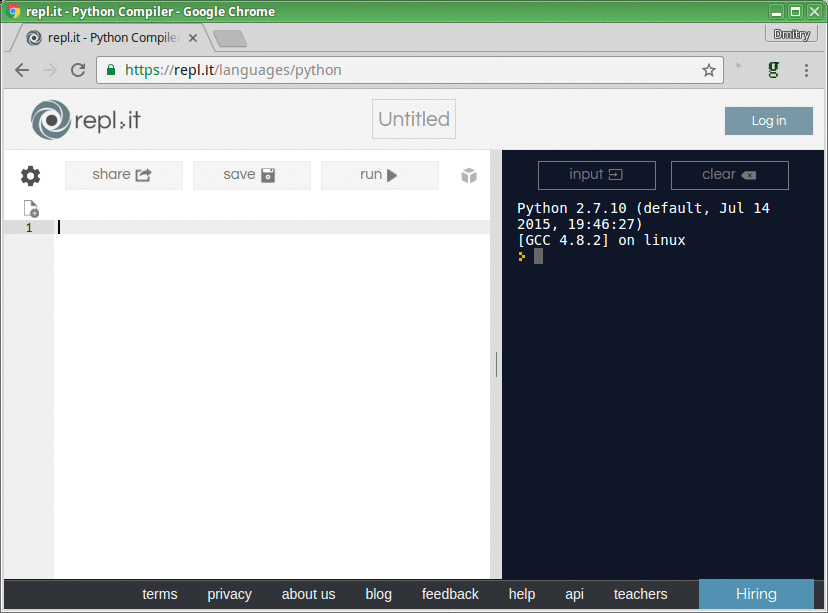 repl.it - Python Compiler - Google Chrome
repl.it - Python Compiler
Dmitry
https://repl.it/languages/python
g
repl.it
Untitled
Log in
share
save
run
input
clear
1
Python 2.7.10 (default, Jul 14
2015, 19:46:27)
[GCC 4.8.2] on linux
terms privacy about us blog feedback help api teachers Hiring